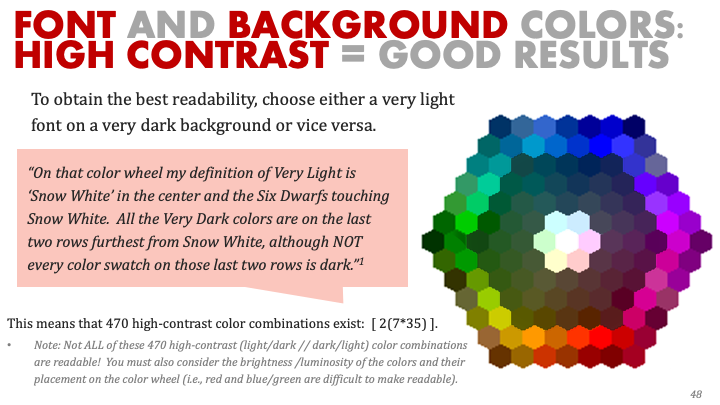 FONT AND BACKGROUND COLORS:
HIGH CONTRAST = GOOD RESULTS
To obtain the best readability, choose either a very light
font on a very dark background or vice versa.
“On that color wheel my definition of Very Light is
‘Snow White’ in the center and the Six Dwarfs touching
Snow White.  All the Very Dark colors are on the last
two rows furthest from Snow White, although NOT
every color swatch on those last two rows is dark.”1
This means that 470 high-contrast color combinations exist:  [ 2(7*35) ].
• Note: Not ALL of these 470 high-contrast (light/dark // dark/light) color combinations
are readable!  You must also consider the brightness /luminosity of the colors and their
placement on the color wheel (i.e., red and blue/green are difficult to make readable).
48